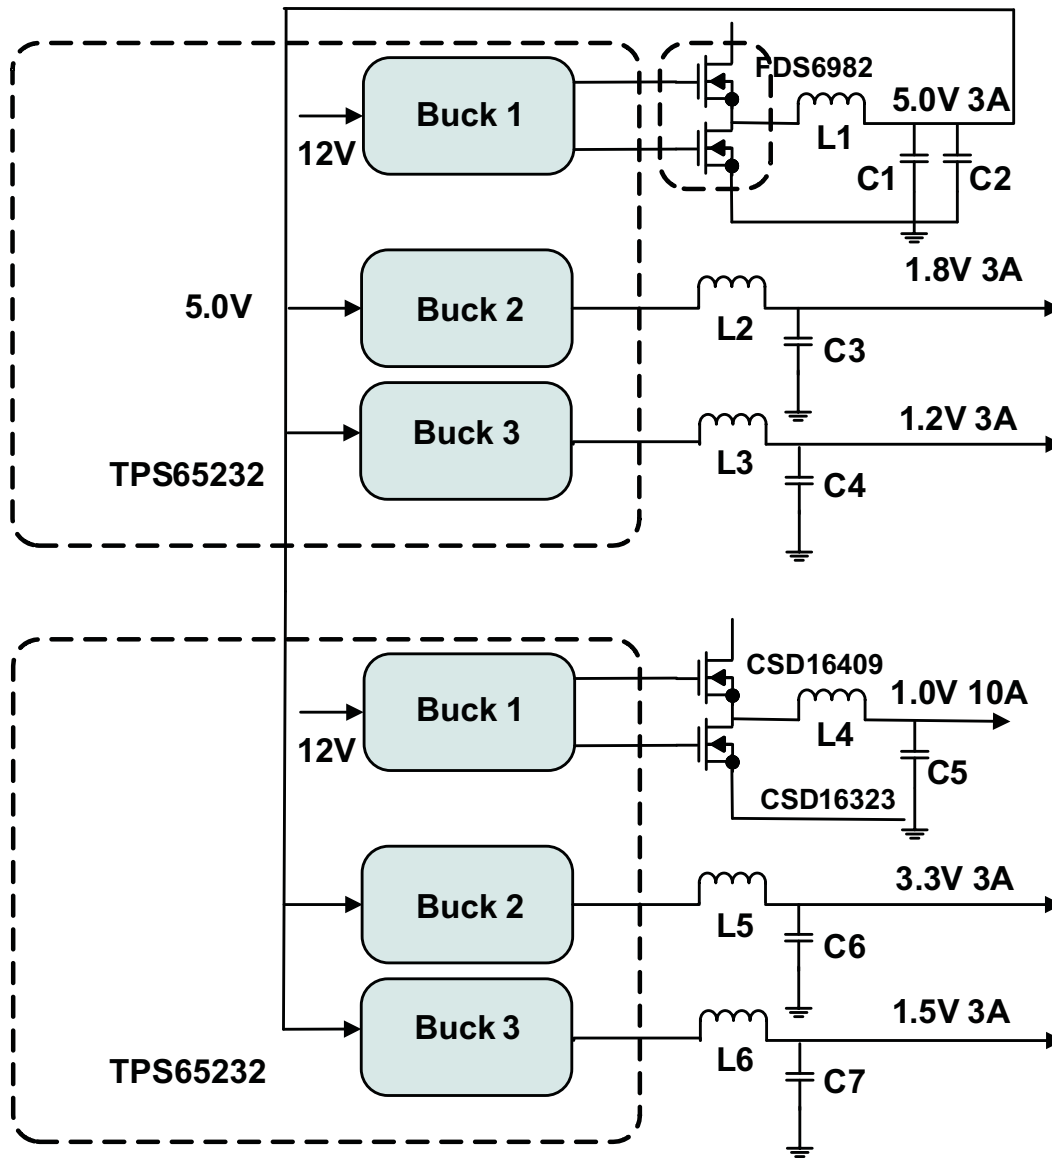 FDS6982
Buck 1
5.0V 3A
12V
L1
C1
C2
1.8V 3A
5.0V
Buck 2
L2
C3
1.2V 3A
Buck 3
L3
TPS65232
C4
CSD16409
Buck 1
1.0V 10A
12V
L4
C5
CSD16323
3.3V 3A
Buck 2
L5
C6
1.5V 3A
Buck 3
L6
TPS65232
C7